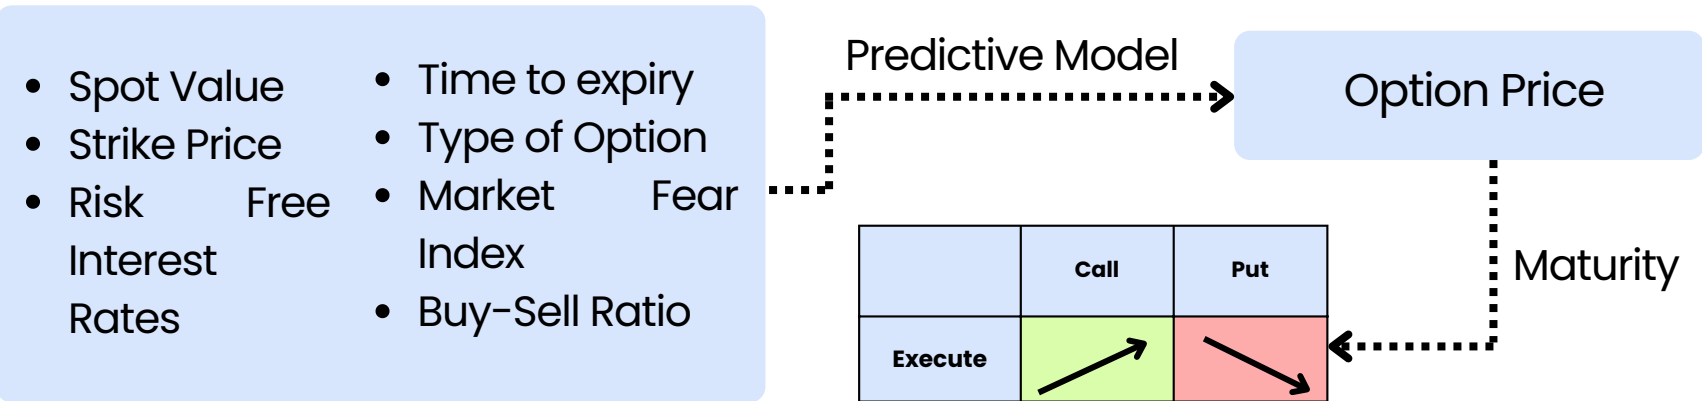 • Spot Value
• Strike Price
• Risk Free
Interest
Rates
• Time to expiry
• Type of Option
• Market Fear
Index
• Buy-Sell Ratio
Predictive Model
Option Price
Maturity
Call Put
Execute